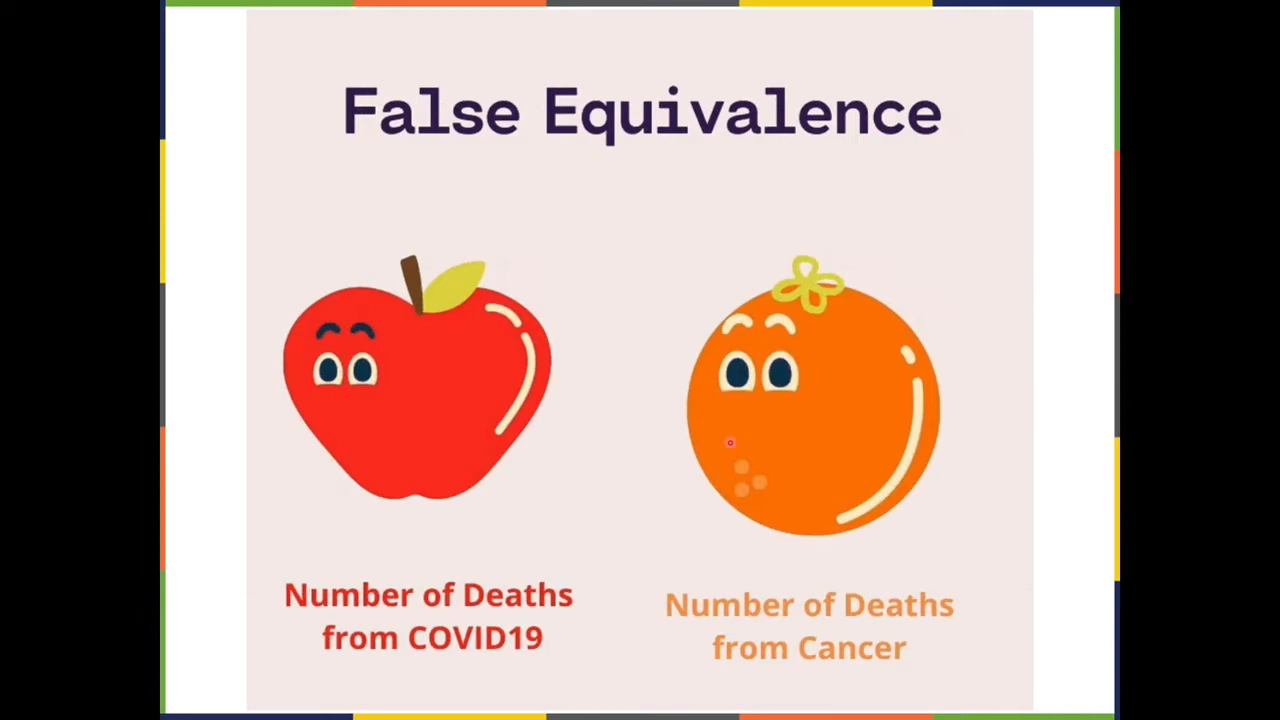 False Equivalence
Number of Deaths
from COVID19
Number of Deaths
from Cancer